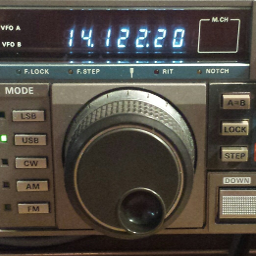 VFO A
VFO B
14.122.20
M.CH
F.LOCK F.STEP RIT NOTCH
MODE
LSB
USB
CW
AM
FM
A=B
LOCK
STEP
DOWN